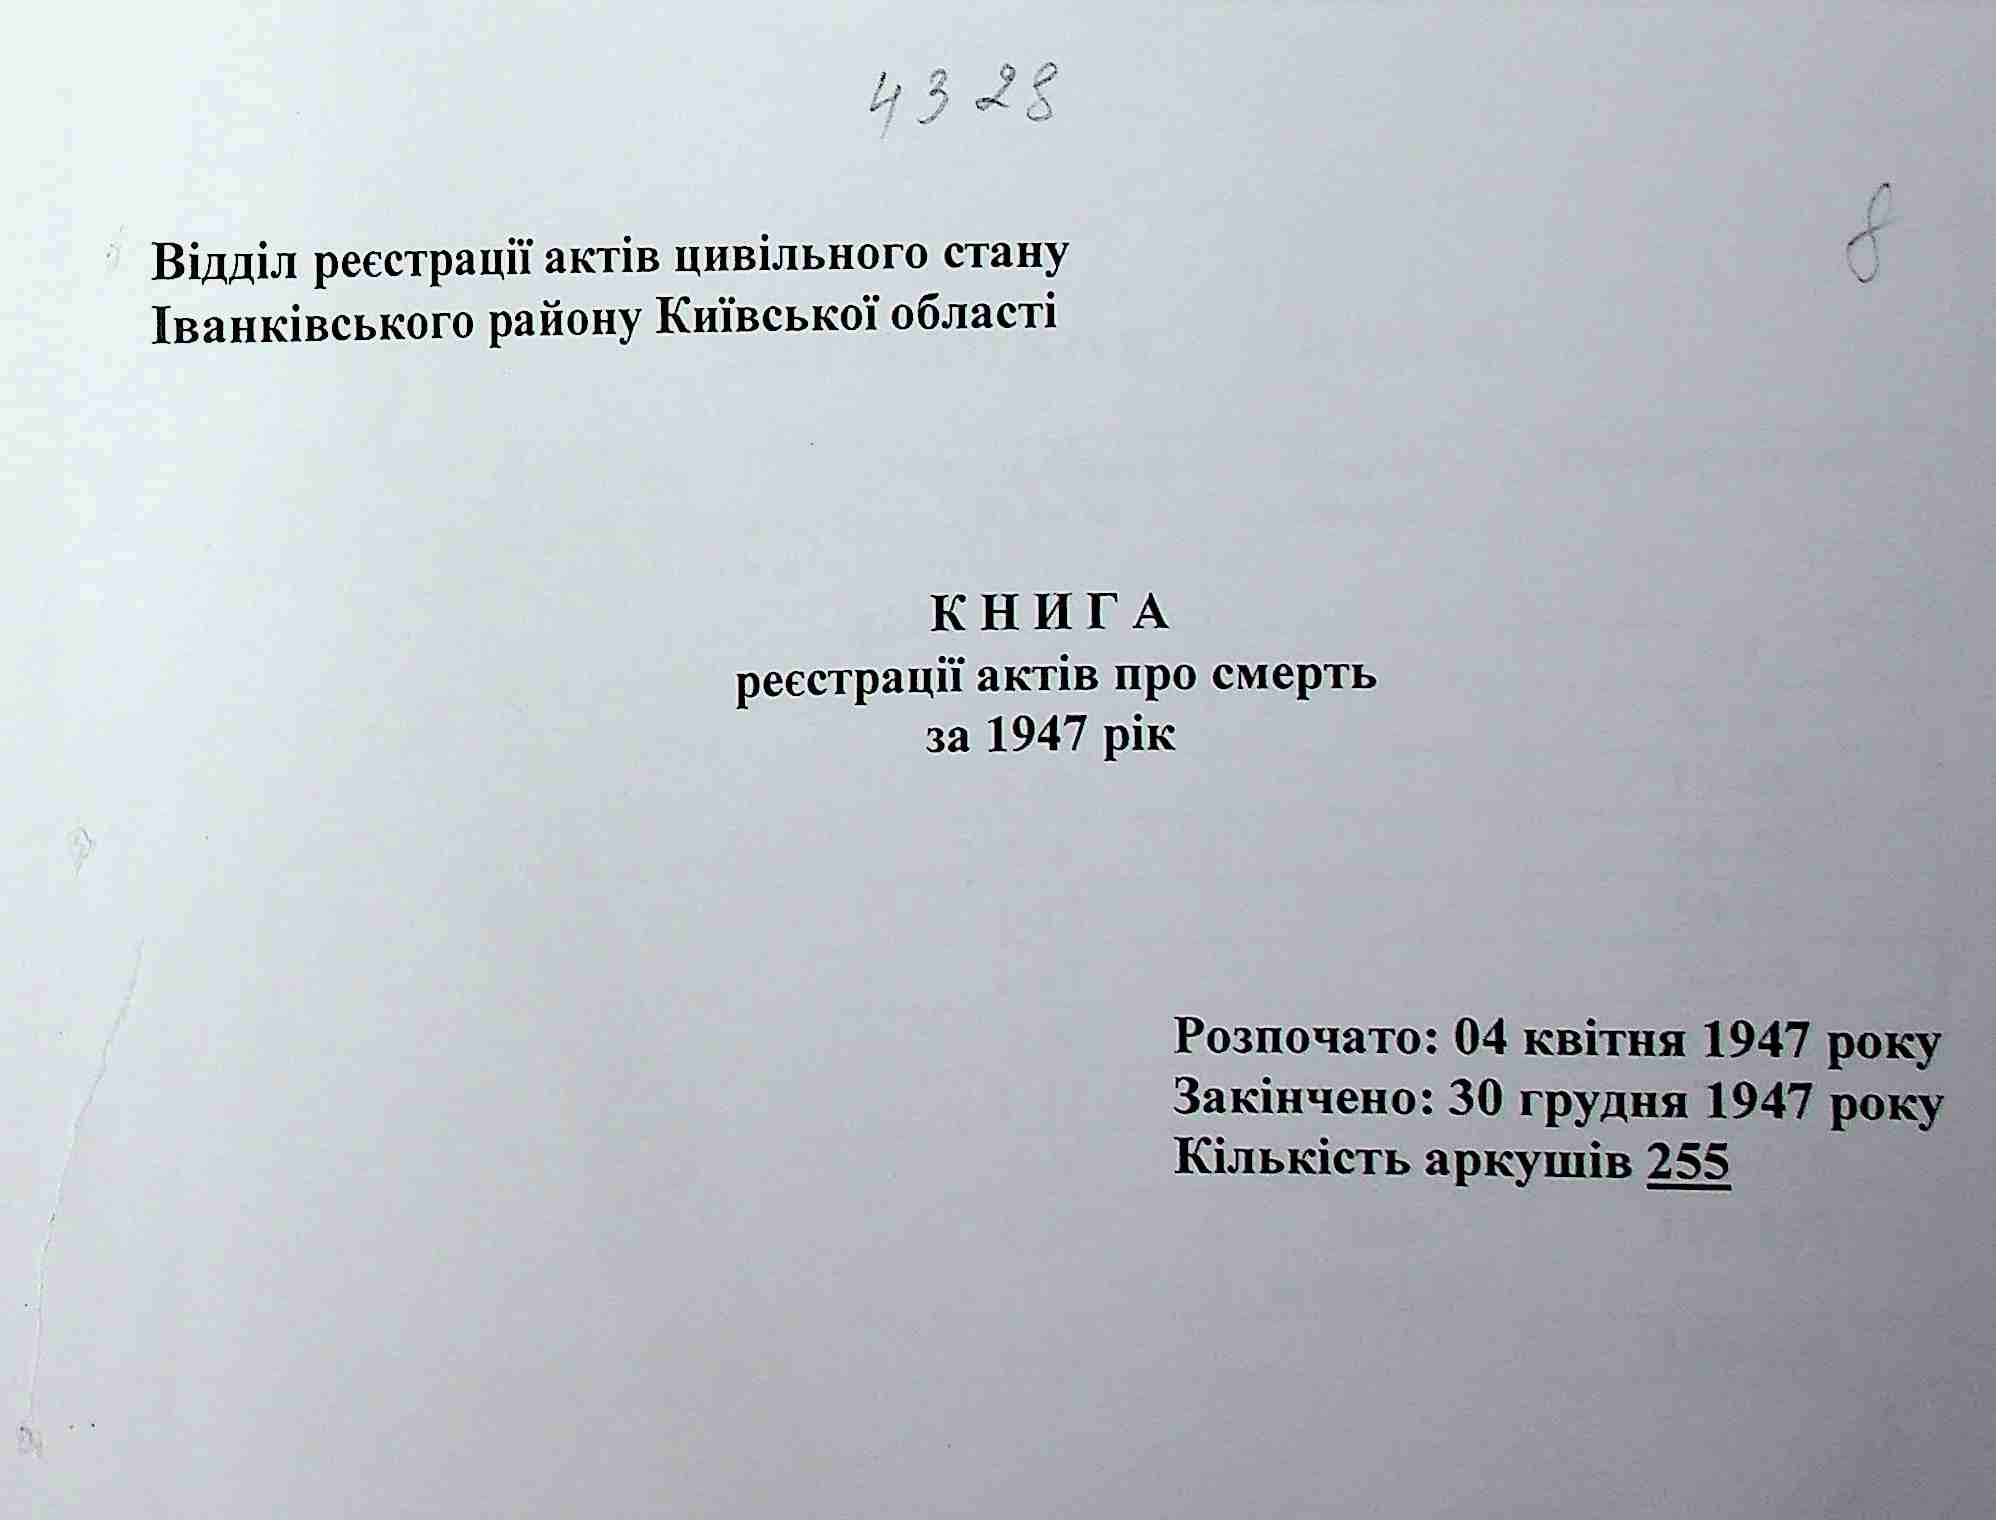 4328
8
Відділ реєстрації актів цивільного стану
Іванківського району Київської області
К Н И Г А
реєстрації актів про смерть
за 1947 рік
Розпочато: 04 квітня 1947 року
Закінчено: 30 грудня 1947 року
Кількість аркушів 255